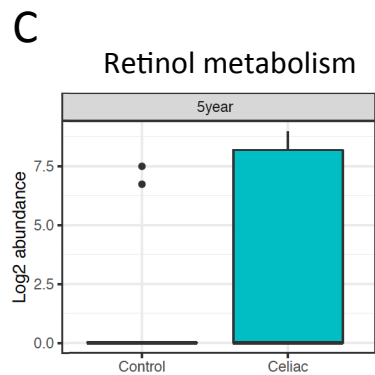 C
Retinol metabolism
5year
Log2 abundance
7.5
5.0
2.5
0.0
Control Celiac